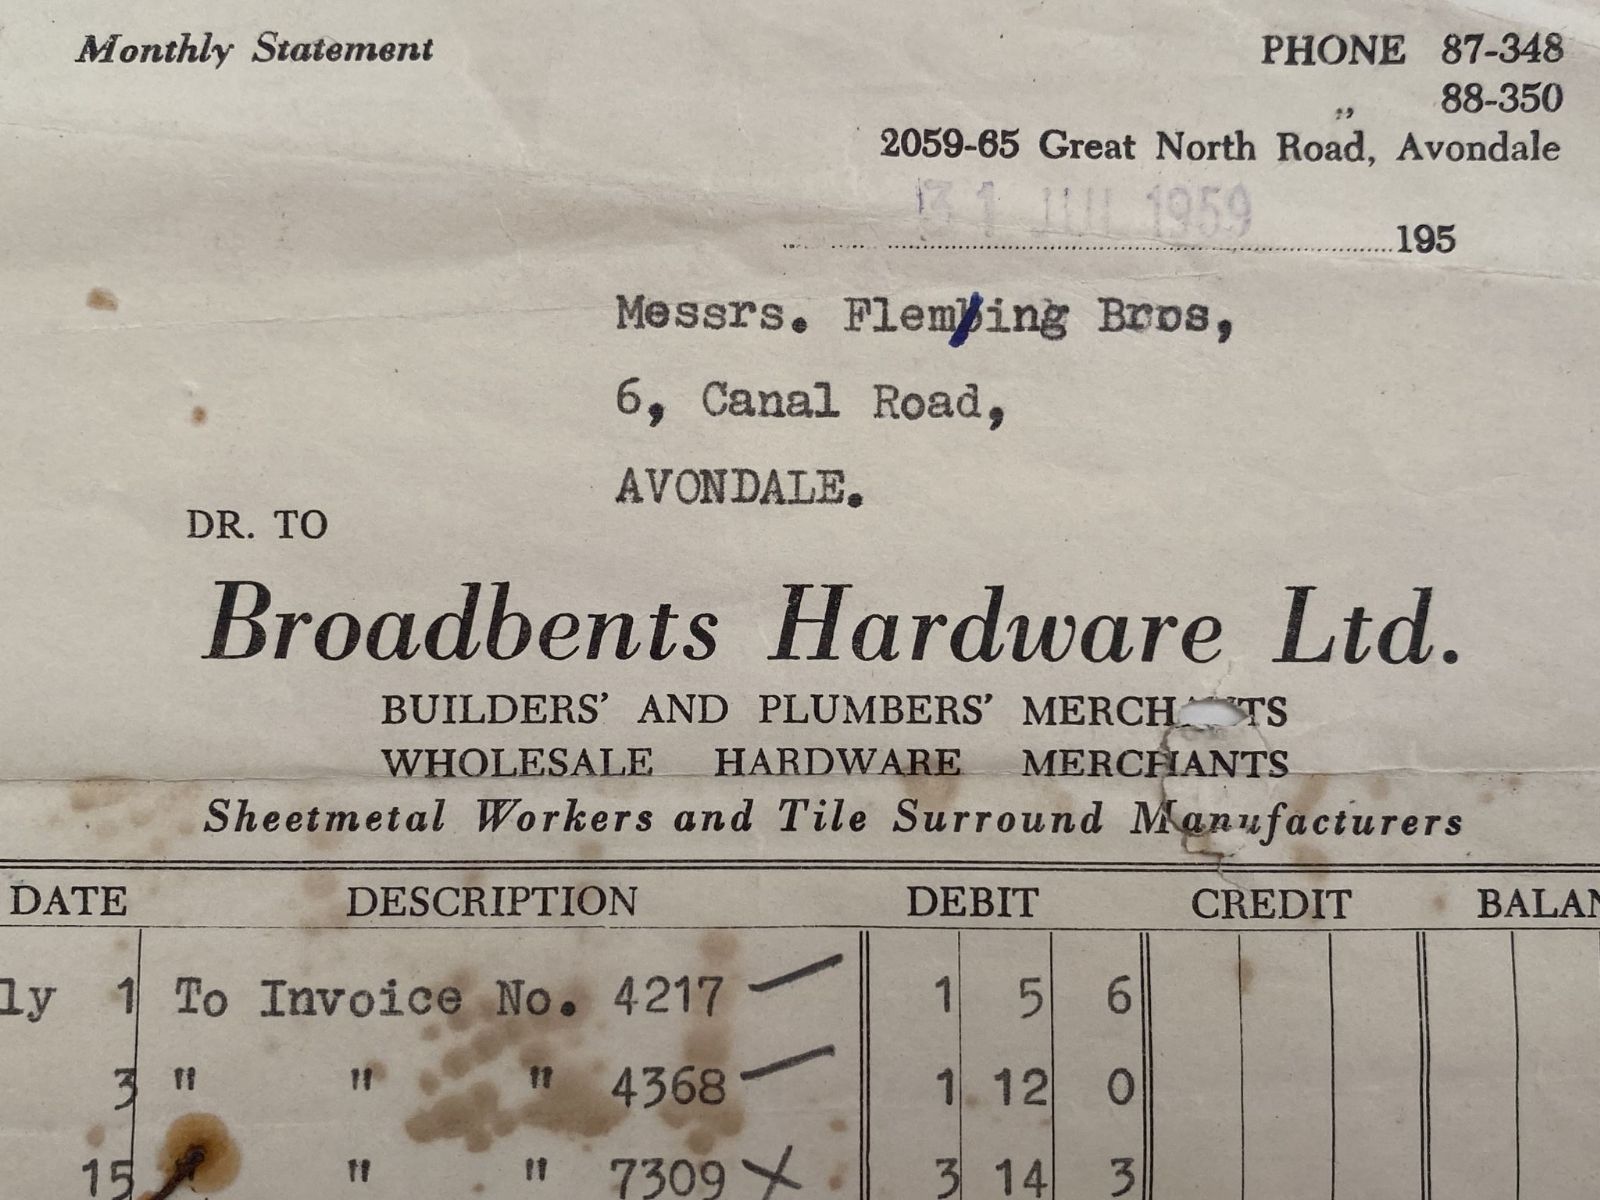 Monthly Statement PHONE 87-348
„ 88-350
2059-65 Great North Road, Avondale
31 JUL 1959
195
Messrs. Fleming Bros,
6, Canal Road,
AVONDALE.
DR. TO
Broadbents Hardware Ltd.
BUILDERS' AND PLUMBERS' MERCHANTS
WHOLESALE HARDWARE MERCHANTS
Sheetmetal Workers and Tile Surround Manufacturers
DATE DESCRIPTION DEBIT CREDIT BALAN
ly 1 To Invoice No. 4217 1 5 6
3 " " " 4368 1 12 0
15 " " " 7309 3 14 3